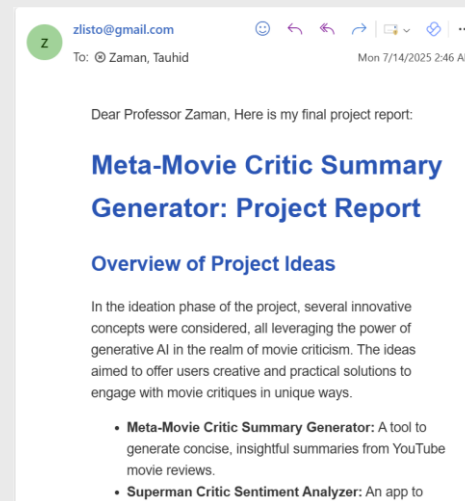 Z
zlisto@gmail.com
To: Zaman, Tauhid
Mon 7/14/2025 2:46
Dear Professor Zaman, Here is my final project report:
Meta-Movie Critic Summary
Generator: Project Report
Overview of Project Ideas
In the ideation phase of the project, several innovative
concepts were considered, all leveraging the power of
generative AI in the realm of movie criticism. The ideas
aimed to offer users creative and practical solutions to
engage with movie critiques in unique ways.
• Meta-Movie Critic Summary Generator: A tool to
generate concise, insightful summaries from YouTube
movie reviews.
• Superman Critic Sentiment Analyzer: An app to